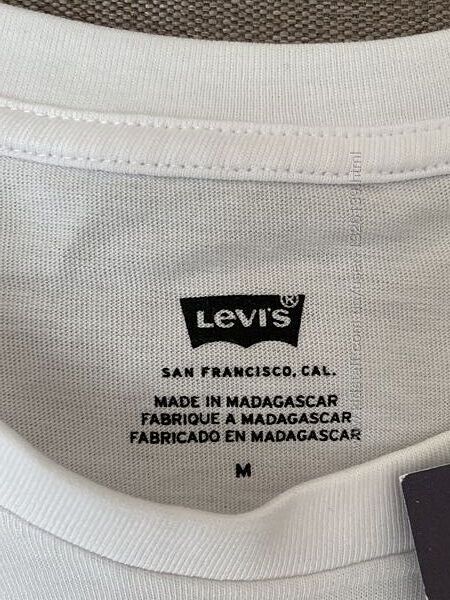 Levi's®
SAN FRANCISCO, CAL.
MADE IN MADAGASCAR
FABRIQUE A MADAGASCAR
FABRICADO EN MADAGASCAR
M